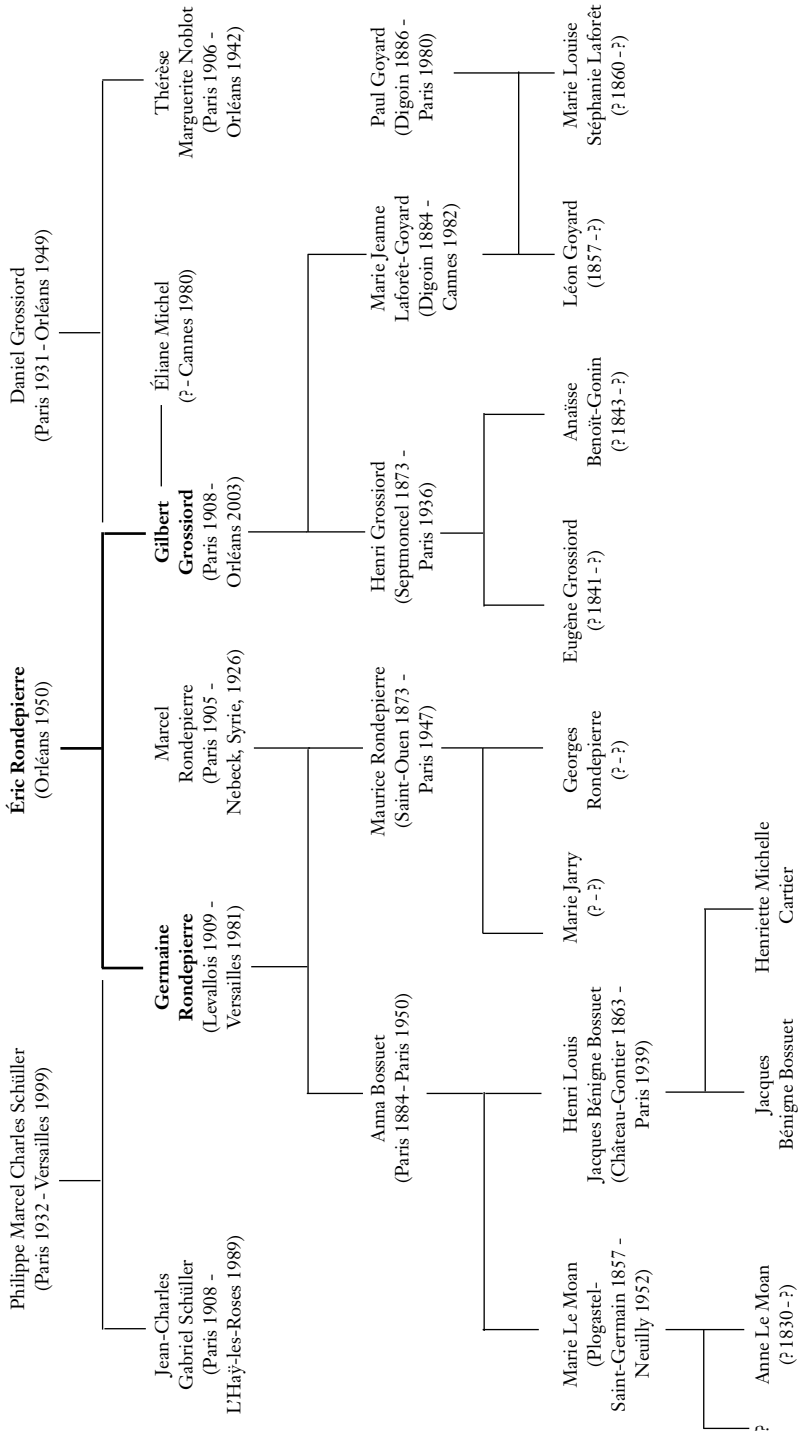 Philippe Marcel Charles Schüller
(Paris 1932 - Versailles 1999)
Éric Rondepierre
(Orléans 1950)
Daniel Grossiord
(Paris 1931 - Orléans 1949)
Jean-Charles
Gabriel Schüller
(Paris 1908 -
L'Haÿ-les-Roses 1989)
Germaine
Rondepierre
(Levallois 1909 -
Versailles 1981)
Marcel
Rondepierre
(Paris 1905 -
Nebeck, Syrie, 1926)
Gilbert
Grossiord
(Paris 1908 -
Orléans 2003)
Éliane Michel
(? - Cannes 1980)
Thérèse
Marguerite Noblot
(Paris 1906 -
Orléans 1942)
Anna Bossuet
(Paris 1884 - Paris 1950)
Maurice Rondepierre
(Saint-Ouen 1873 -
Paris 1947)
Henri Grossiord
(Septmoncel 1873 -
Paris 1936)
Marie Jeanne
Laforêt-Goyard
(Digoin 1884 -
Cannes 1982)
Paul Goyard
(Digoin 1886 -
Paris 1980)
Marie Le Moan
(Plogastel-
Saint-Germain 1857 -
Neuilly 1952)
Henri Louis
Jacques Bénigne Bossuet
(Château-Gontier 1863 -
Paris 1939)
Marie Jarry
(? - ?)
Georges
Rondepierre
(? - ?)
Eugène Grossiord
(? 1841 - ?)
Anaïsse
Benoît-Gonin
(? 1843 - ?)
Léon Goyard
(1857 - ?)
Marie Louise
Stéphanie Laforêt
(? 1860 - ?)
?
Anne Le Moan
(? 1830 - ?)
Jacques
Bénigne Bossuet
Henriette Michelle
Cartier